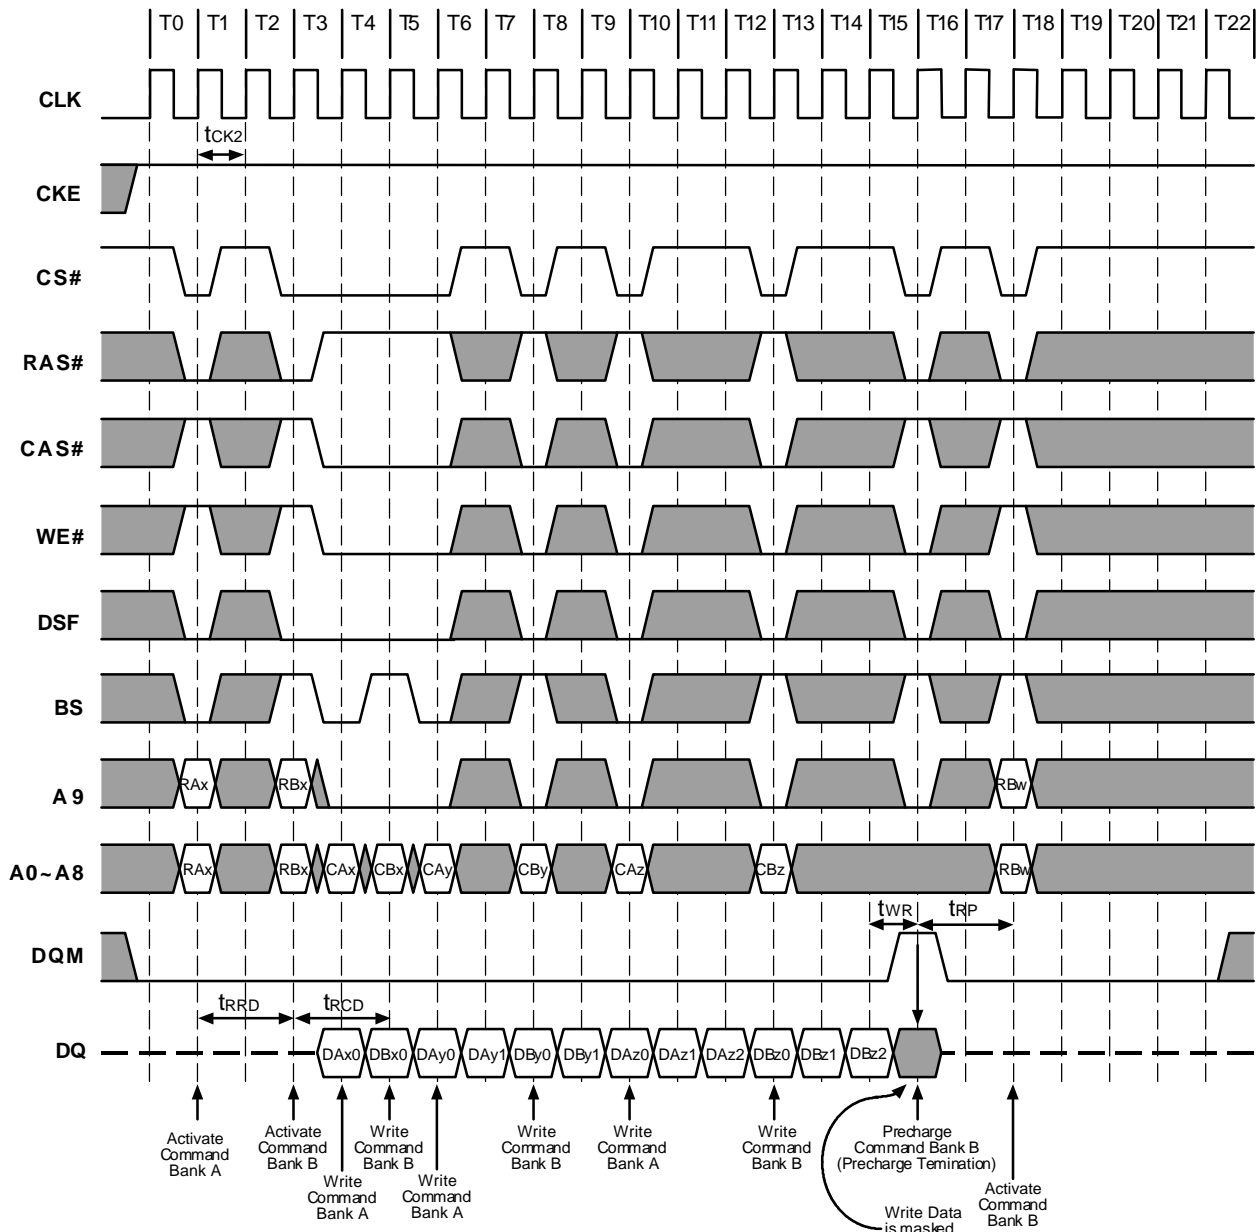 T0 T1 T2 T3 T4 T5 T6 T7 T8 T9 T10 T11 T12 T13 T14 T15 T16 T17 T18 T19 T20 T21 T22
CLK
tCK2
CKE
CS#
RAS#
CAS#
WE#
DSF
BS
A9 RAx RBx RBw
A0~A8 RAx RBx CAx CBx CAy CBy CAz CBz RBw
tWR tRP
DQM
tRRD tRCD
DQ DAx0 DBx0 DAy0 DAy1 DBy0 DBy1 DAz0 DAz1 DAz2 DBz0 DBz1 DBz2
Activate
Command
Bank A
Activate
Command
Bank B
Write
Command
Bank A
Write
Command
Bank B
Write
Command
Bank A
Write
Command
Bank B
Write
Command
Bank A
Write
Command
Bank B
Precharge
Command Bank B
(Precharge Temination)
Write Data
is masked
Activate
Command
Bank B